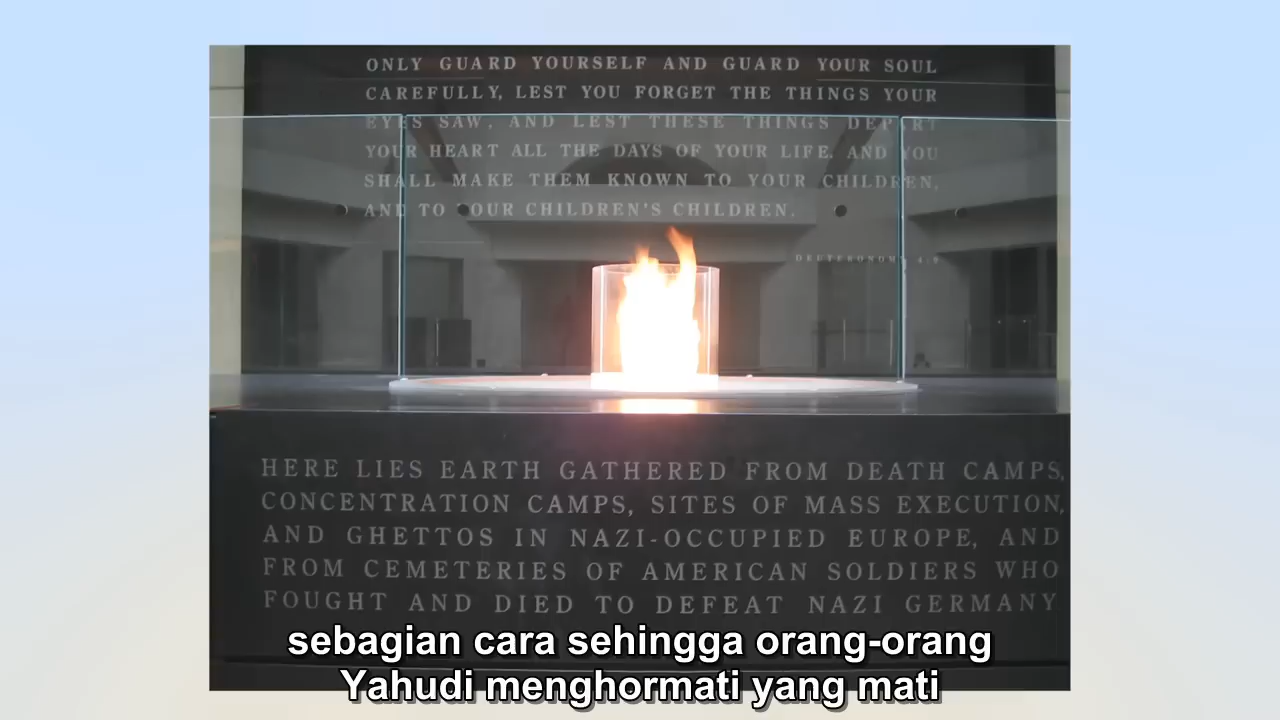 ONLY GUARD YOURSELF AND GUARD YOUR SOUL
CAREFULLY, LEST YOU FORGET THE THINGS YOUR
EYES SAW, AND LEST THESE THINGS DEPART
YOUR HEART ALL THE DAYS OF YOUR LIFE. AND YOU
SHALL MAKE THEM KNOWN TO YOUR CHILDREN,
AND TO YOUR CHILDREN'S CHILDREN.
DEUTERONOMY 4:9
HERE LIES EARTH GATHERED FROM DEATH CAMPS,
CONCENTRATION CAMPS, SITES OF MASS EXECUTION,
AND GHETTOS IN NAZI-OCCUPIED EUROPE, AND
FROM CEMETERIES OF AMERICAN SOLDIERS WHO
FOUGHT AND DIED TO DEFEAT NAZI GERMANY
sebagian cara sehingga orang-orang
Yahudi menghormati yang mati